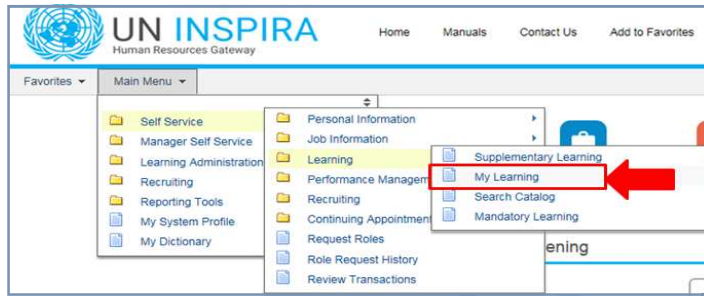 UN INSPIRA
Human Resources Gateway
Home Manuals Contact Us Add to Favorites
Favorites Main Menu
Self Service
Manager Self Service
Learning Administration
Recruiting
Reporting Tools
My System Profile
My Dictionary
Personal Information
Job Information
Learning
Performance Managem
Recruiting
Continuing Appointmen
Request Roles
Role Request History
Review Transactions
Supplementary Learning
My Learning
Search Catalog
Mandatory Learning
ening